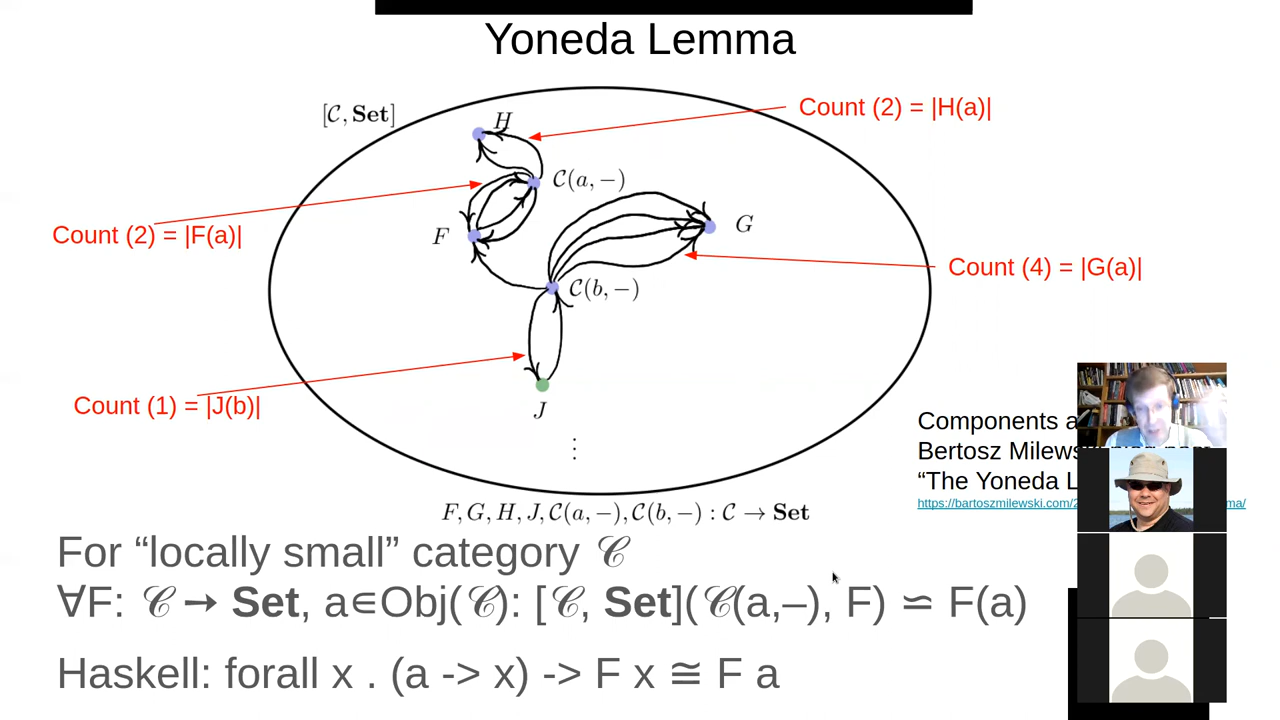 Yoneda Lemma
[𝒞, Set]
H
Count (2) = |H(a)|
𝒞(a, −)
Count (2) = |F(a)|
F
G
Count (4) = |G(a)|
𝒞(b, −)
Count (1) = |J(b)|
J
⋮
Components
Bertosz
“The Yoneda
https://bartoszmilewski.com/2
F, G, H, J, 𝒞(a, −), 𝒞(b, −) : 𝒞 → Set
For “locally small” category 𝒞
∀F: 𝒞 → Set, a∈Obj(𝒞): [𝒞, Set](𝒞(a,–), F) ≌ F(a)
Haskell: forall x . (a -> x) -> F x ≅ F a